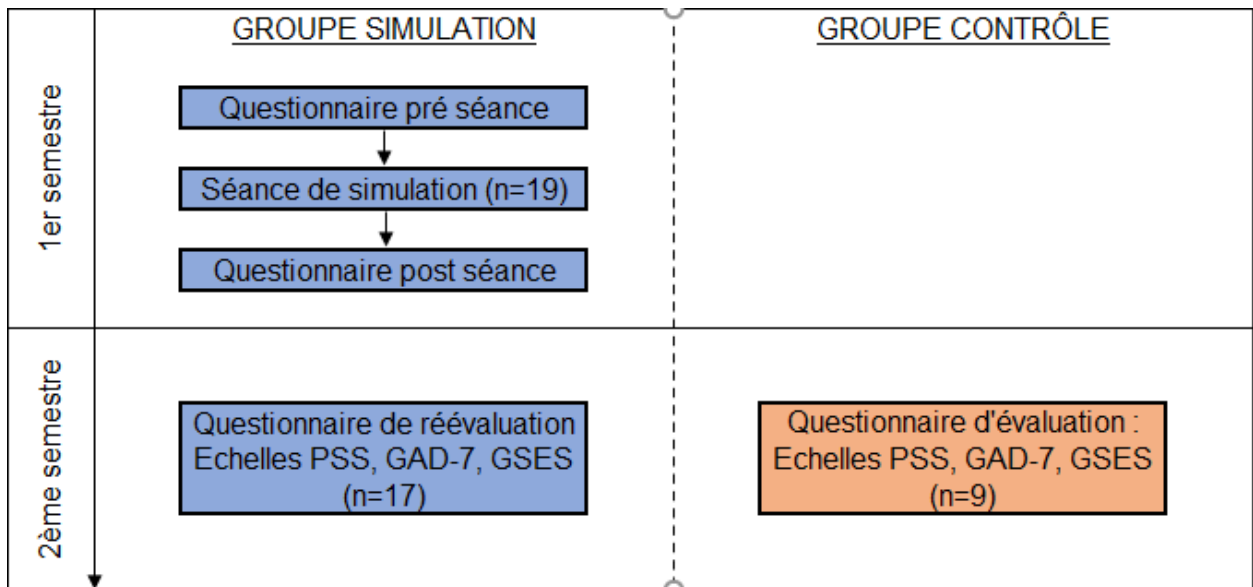 GROUPE SIMULATION
GROUPE CONTRÔLE
1er semestre
Questionnaire pré séance
Séance de simulation (n=19)
Questionnaire post séance
2ème semestre
Questionnaire de réévaluation
Echelles PSS, GAD-7, GSES
(n=17)
Questionnaire d'évaluation :
Echelles PSS, GAD-7, GSES
(n=9)